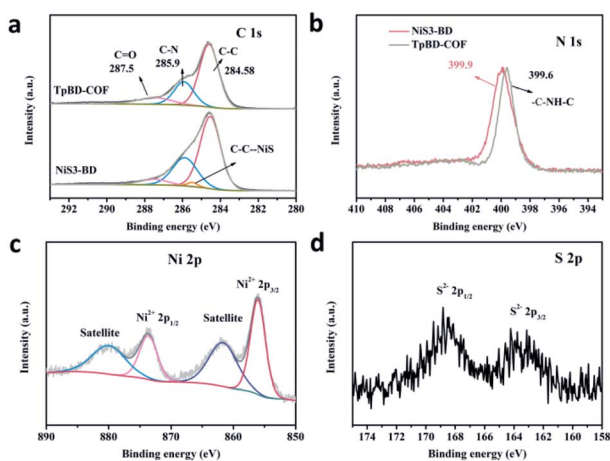 a
C 1s
C=O
287.5
C-N
285.9
C-C
284.58
TpBD-COF
C-C--NiS
NiS3-BD
Intensity (a.u.)
292 290 288 286 284 282 280
Binding energy (eV)
b
N 1s
NiS3-BD
TpBD-COF
399.9
399.6
-C-NH-C
Intensity (a.u.)
410 408 406 404 402 400 398 396 394
Binding energy (eV)
c
Ni 2p
Ni²⁺ 2p₃/₂
Ni²⁺ 2p₁/₂
Satellite
Satellite
Intensity (a.u.)
890 880 870 860 850
Binding energy (eV)
d
S 2p
S²⁻ 2p₁/₂
S²⁻ 2p₃/₂
Intensity (a.u.)
174 172 170 168 166 164 162 160 158
Binding energy (eV)